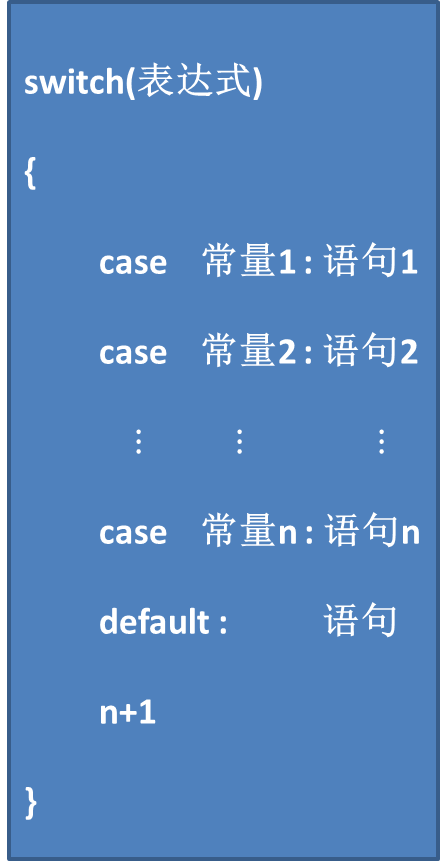 switch(表达式)
{
case 常量1 : 语句1
case 常量2 : 语句2
⋮ ⋮ ⋮
case 常量n : 语句n
default : 语句
n+1
}